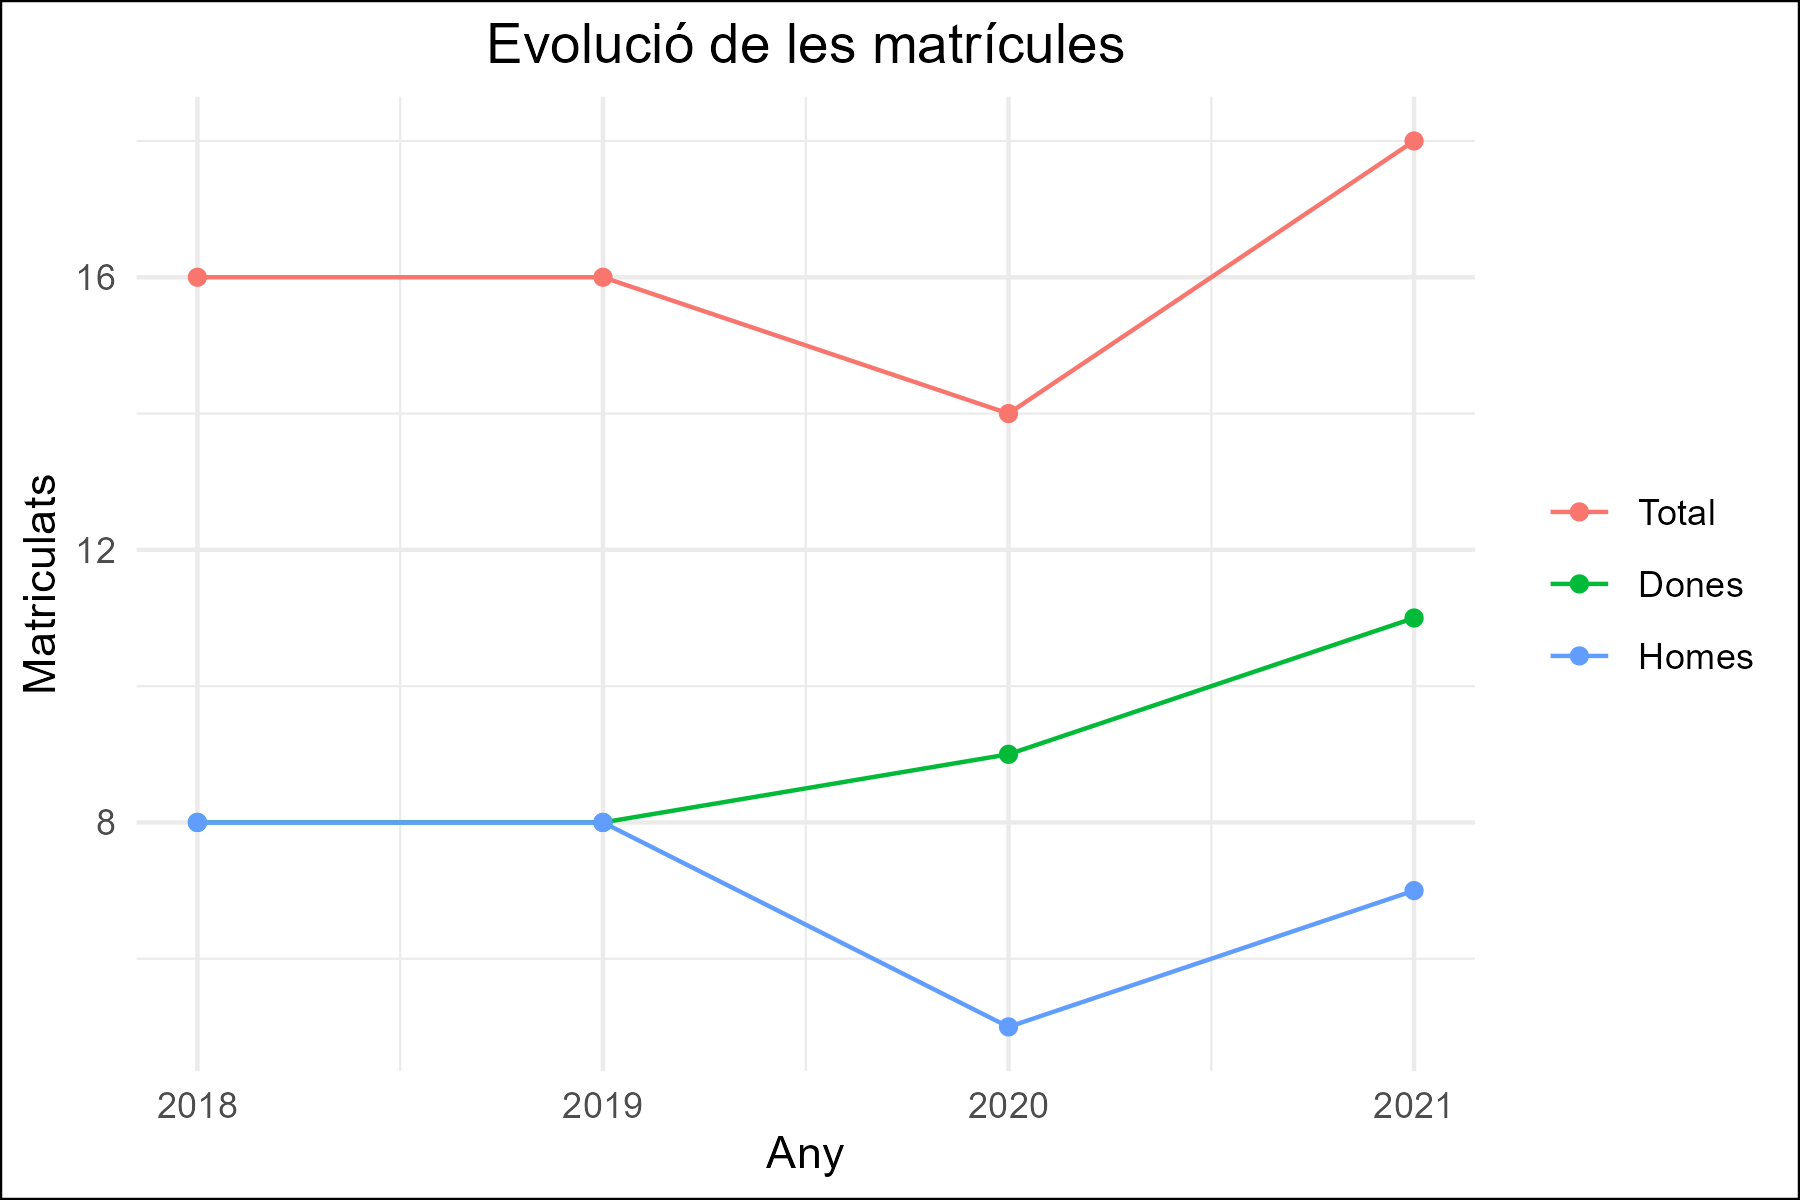 Evolució de les matrícules
Matriculats
16
12
8
2018 2019 2020 2021
Any
Total
Dones
Homes